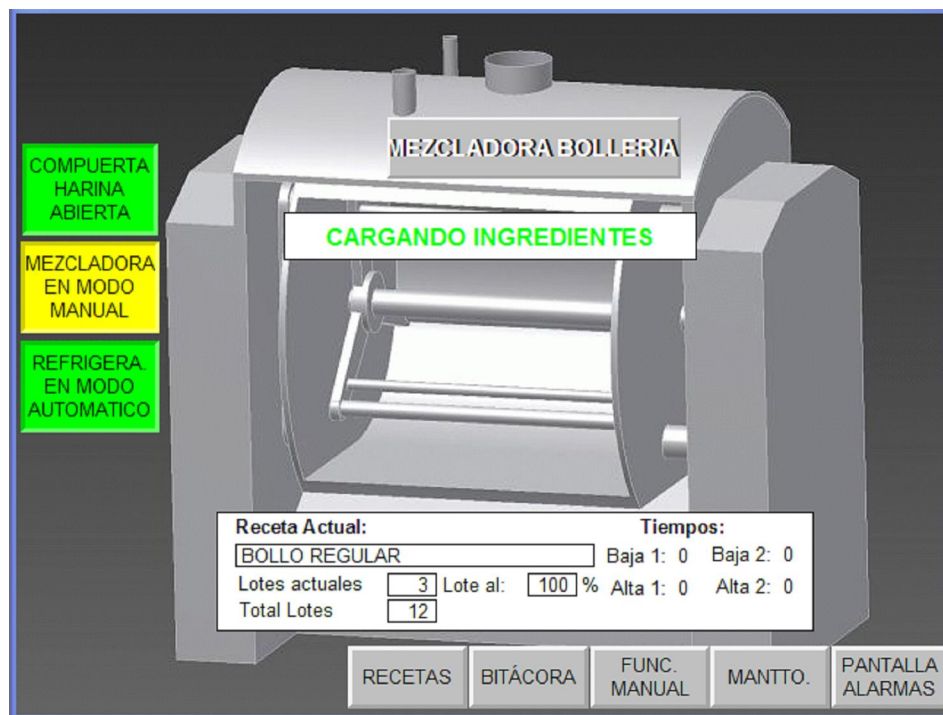 MEZCLADORA BOLLERIA
COMPUERTA
HARINA
ABIERTA
CARGANDO INGREDIENTES
MEZCLADORA
EN MODO
MANUAL
REFRIGERA.
EN MODO
AUTOMATICO
Receta Actual: Tiempos:
BOLLO REGULAR Baja 1: 0 Baja 2: 0
Lotes actuales 3 Lote al: 100 % Alta 1: 0 Alta 2: 0
Total Lotes 12
RECETAS
BITÁCORA
FUNC.
MANUAL
MANTTO.
PANTALLA
ALARMAS